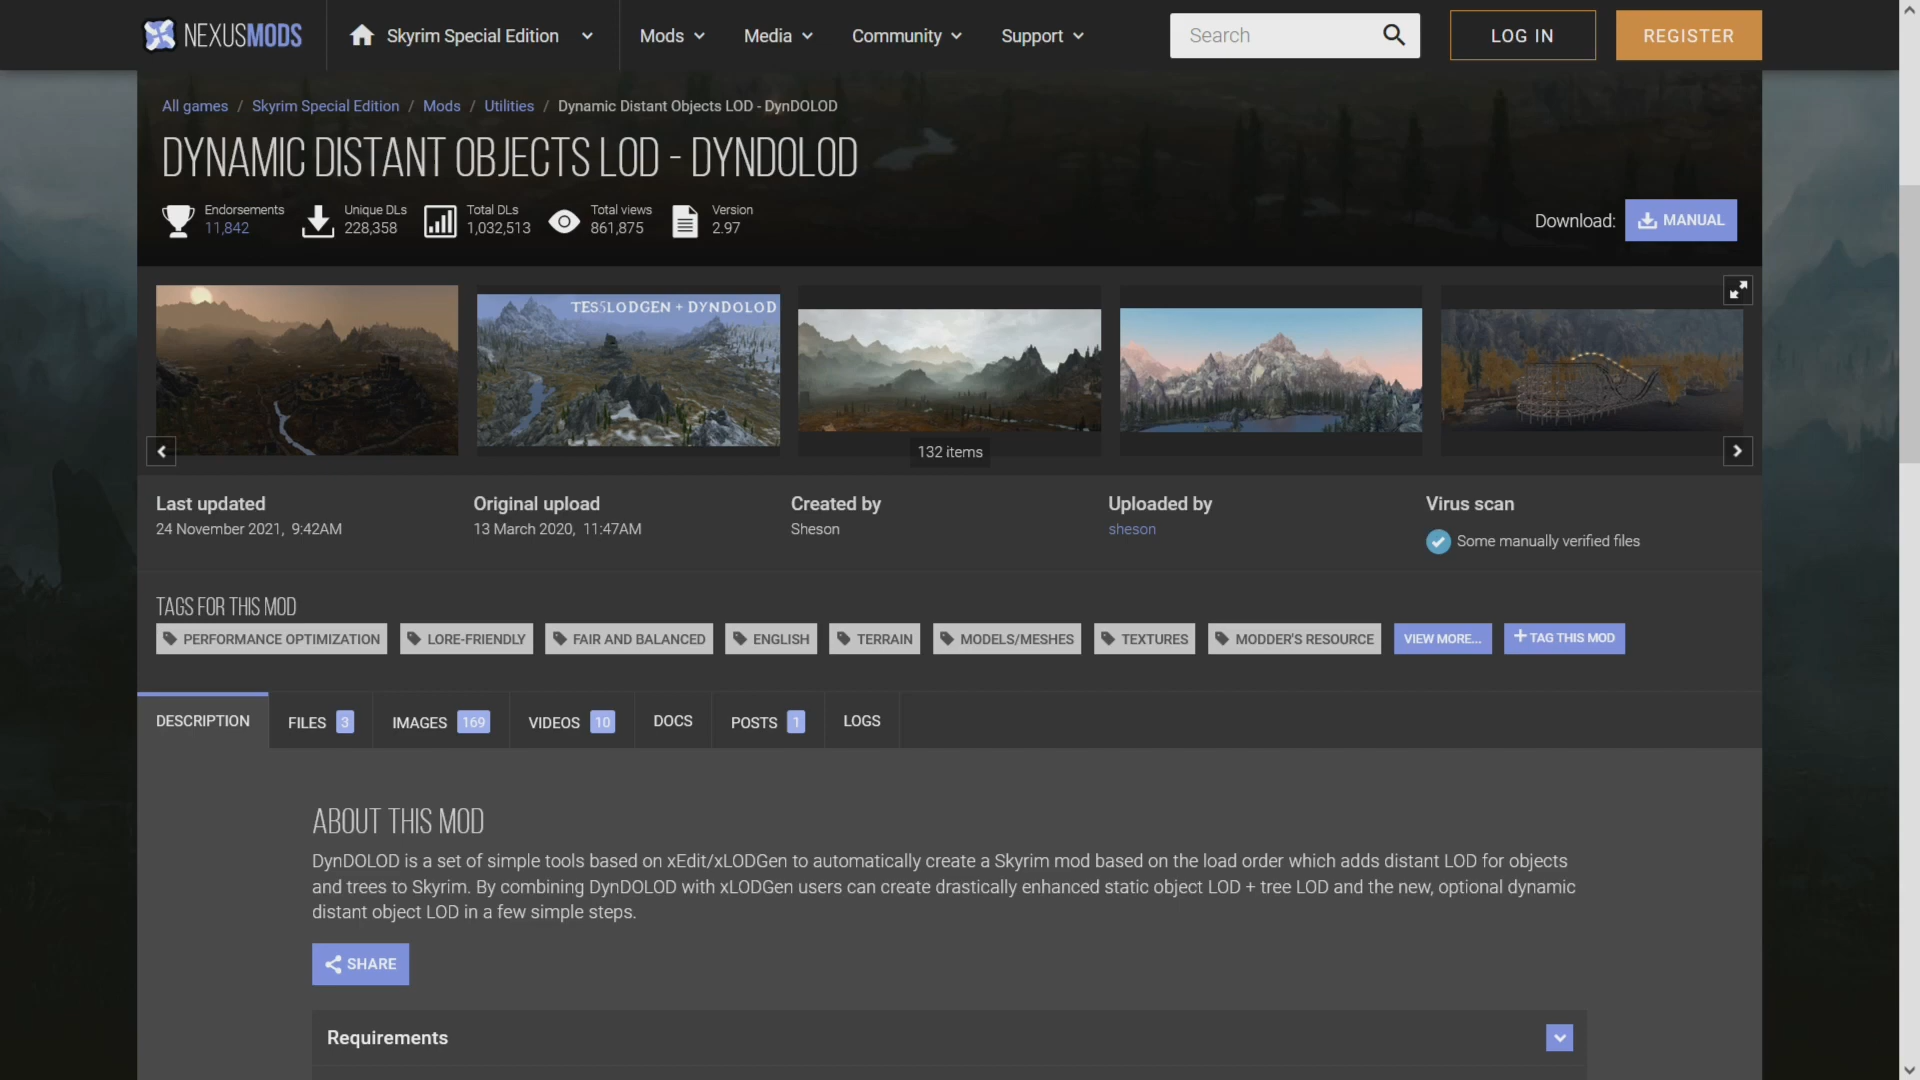 NEXUSMODS
Skyrim Special Edition
Mods
Media
Community
Support
Search
LOG IN
REGISTER
All games / Skyrim Special Edition / Mods / Utilities / Dynamic Distant Objects LOD - DynDOLOD
DYNAMIC DISTANT OBJECTS LOD - DYNDOLOD
Endorsements
11,842
Unique DLs
228,358
Total DLs
1,032,513
Total views
861,875
Version
2.97
Download:
MANUAL
TES5LODGEN + DYNDOLOD
132 items
Last updated
24 November 2021, 9:42AM
Original upload
13 March 2020, 11:47AM
Created by
Sheson
Uploaded by
sheson
Virus scan
Some manually verified files
TAGS FOR THIS MOD
PERFORMANCE OPTIMIZATION
LORE-FRIENDLY
FAIR AND BALANCED
ENGLISH
TERRAIN
MODELS/MESHES
TEXTURES
MODDER'S RESOURCE
VIEW MORE...
+ TAG THIS MOD
DESCRIPTION
FILES 3
IMAGES 169
VIDEOS 10
DOCS
POSTS 1
LOGS
ABOUT THIS MOD
DynDOLOD is a set of simple tools based on xEdit/xLODGen to automatically create a Skyrim mod based on the load order which adds distant LOD for objects
and trees to Skyrim. By combining DynDOLOD with xLODGen users can create drastically enhanced static object LOD + tree LOD and the new, optional dynamic
distant object LOD in a few simple steps.
SHARE
Requirements